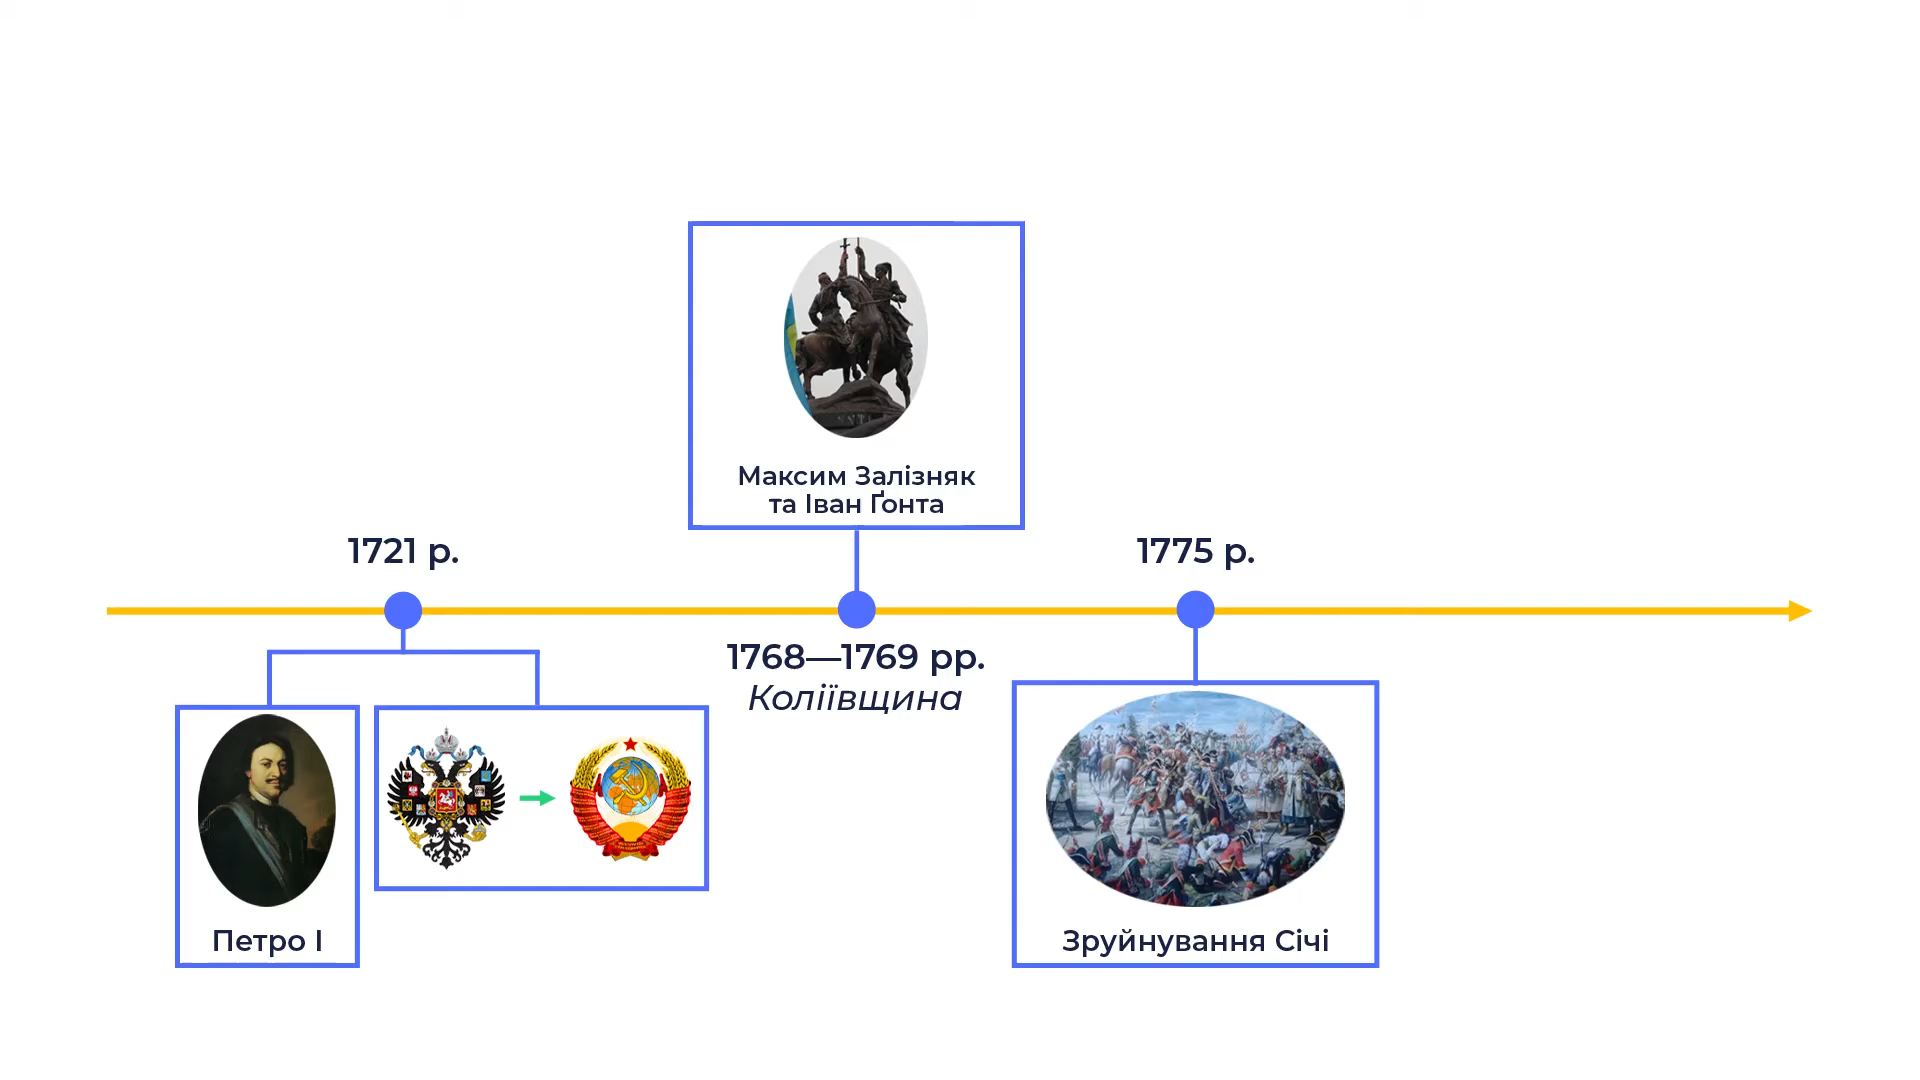 Максим Залізняк
та Іван Ґонта
1721 р.
1775 р.
1768—1769 рр.
Коліївщина
Петро І
Зруйнування Січі